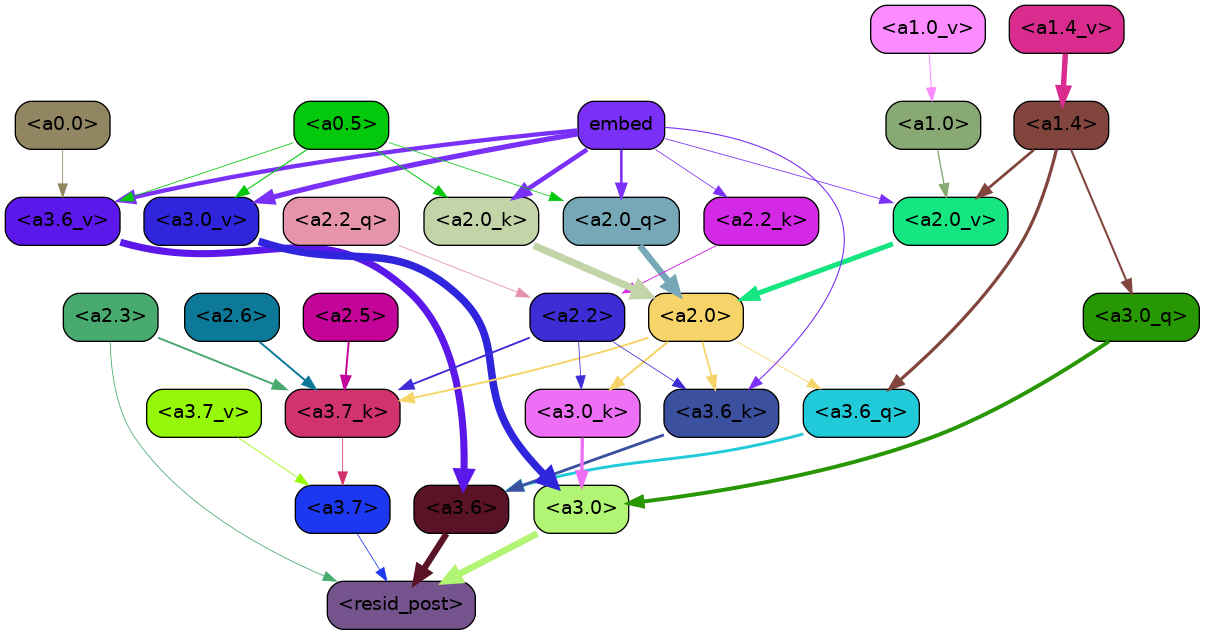 <a1.0_v>
<a1.4_v>
<a0.0>
<a0.5>
embed
<a1.0>
<a1.4>
<a3.6_v>
<a3.0_v>
<a2.2_q>
<a2.0_k>
<a2.0_q>
<a2.2_k>
<a2.0_v>
<a2.3>
<a2.6>
<a2.5>
<a2.2>
<a2.0>
<a3.0_q>
<a3.7_v>
<a3.7_k>
<a3.0_k>
<a3.6_k>
<a3.6_q>
<a3.7>
<a3.6>
<a3.0>
<resid_post>